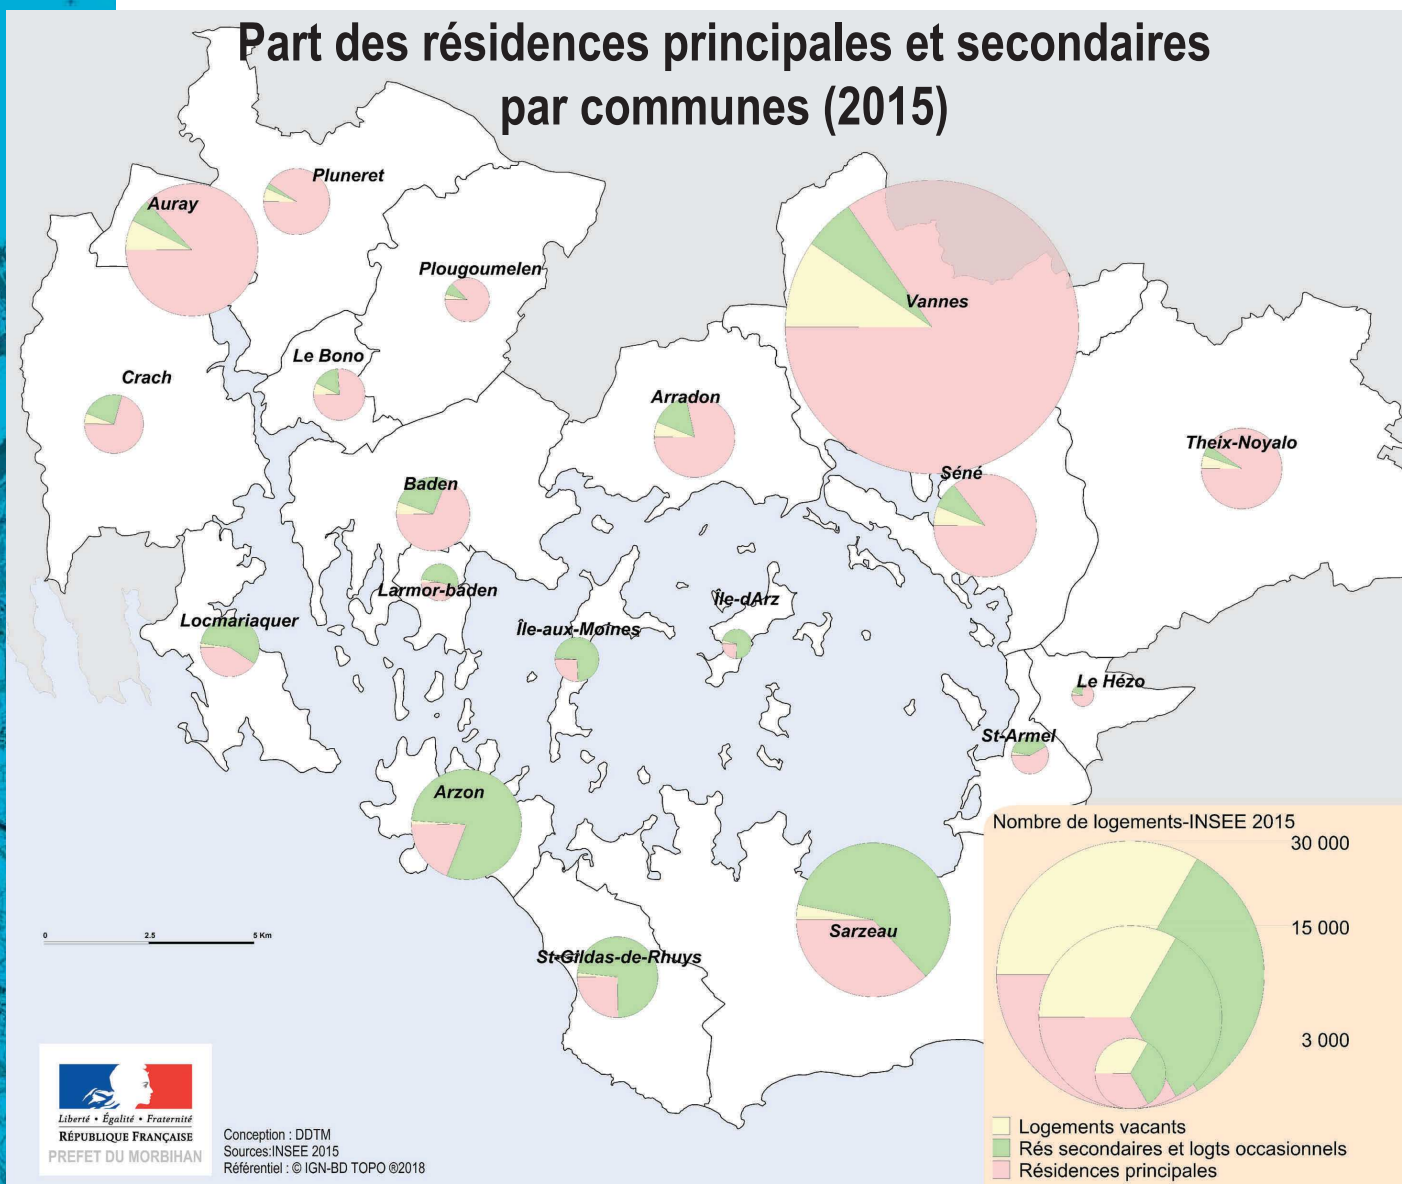 Part des résidences principales et secondaires
par communes (2015)
Pluneret
Auray
Plougoumelen
Vannes
Le Bono
Crach
Arradon
Theix-Noyalo
Baden
Séné
Larmor-baden
Île-dArz
Locmariaquer
Île-aux-Moines
Le Hézo
St-Armel
Arzon
Sarzeau
St-Gildas-de-Rhuys
0 2.5 5 Km
Nombre de logements-INSEE 2015
30 000
15 000
3 000
Logements vacants
Rés secondaires et logts occasionnels
Résidences principales
Liberté • Égalité • Fraternité
RÉPUBLIQUE FRANÇAISE
PREFET DU MORBIHAN
Conception : DDTM
Sources:INSEE 2015
Référentiel : © IGN-BD TOPO ®2018